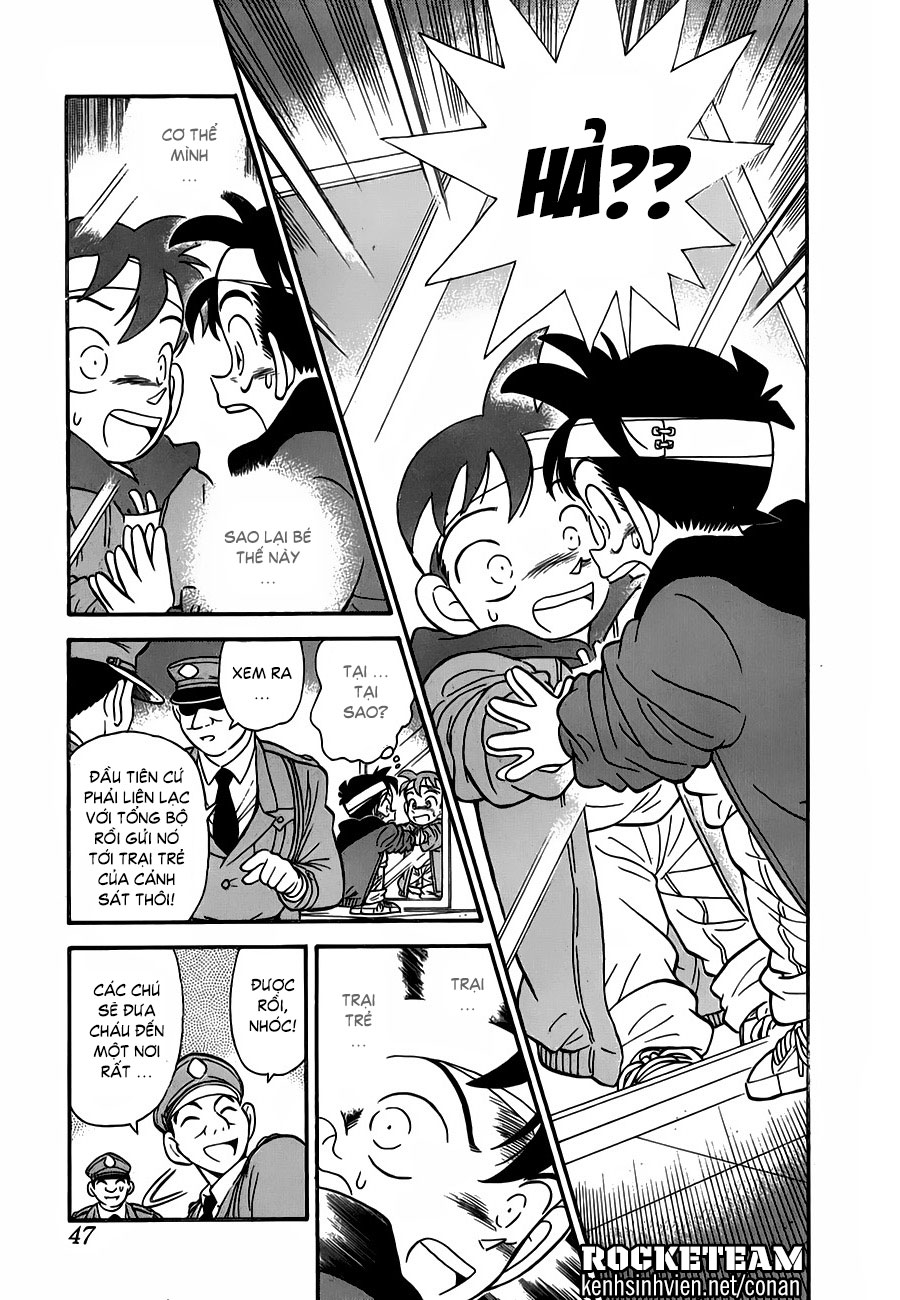 HẢ??
CƠ THỂ
MÌNH
...
SAO LẠI BÉ
THẾ NÀY
...
TẠI ...
TẠI
SAO?
XEM RA
...
ĐẦU TIÊN CỨ
PHẢI LIÊN LẠC
VỚI TỔNG BỘ
RỒI GỬI NÓ
TỚI TRẠI TRẺ
CỦA CẢNH
SÁT THÔI!
TRẠI
...
TRẠI
TRẺ
...
ĐƯỢC
RỒI,
NHÓC!
CÁC CHÚ
SẼ ĐƯA
CHÁU ĐẾN
MỘT NƠI
RẤT ...
47
ROCKETEAM
kenhsinhvien.net/conan